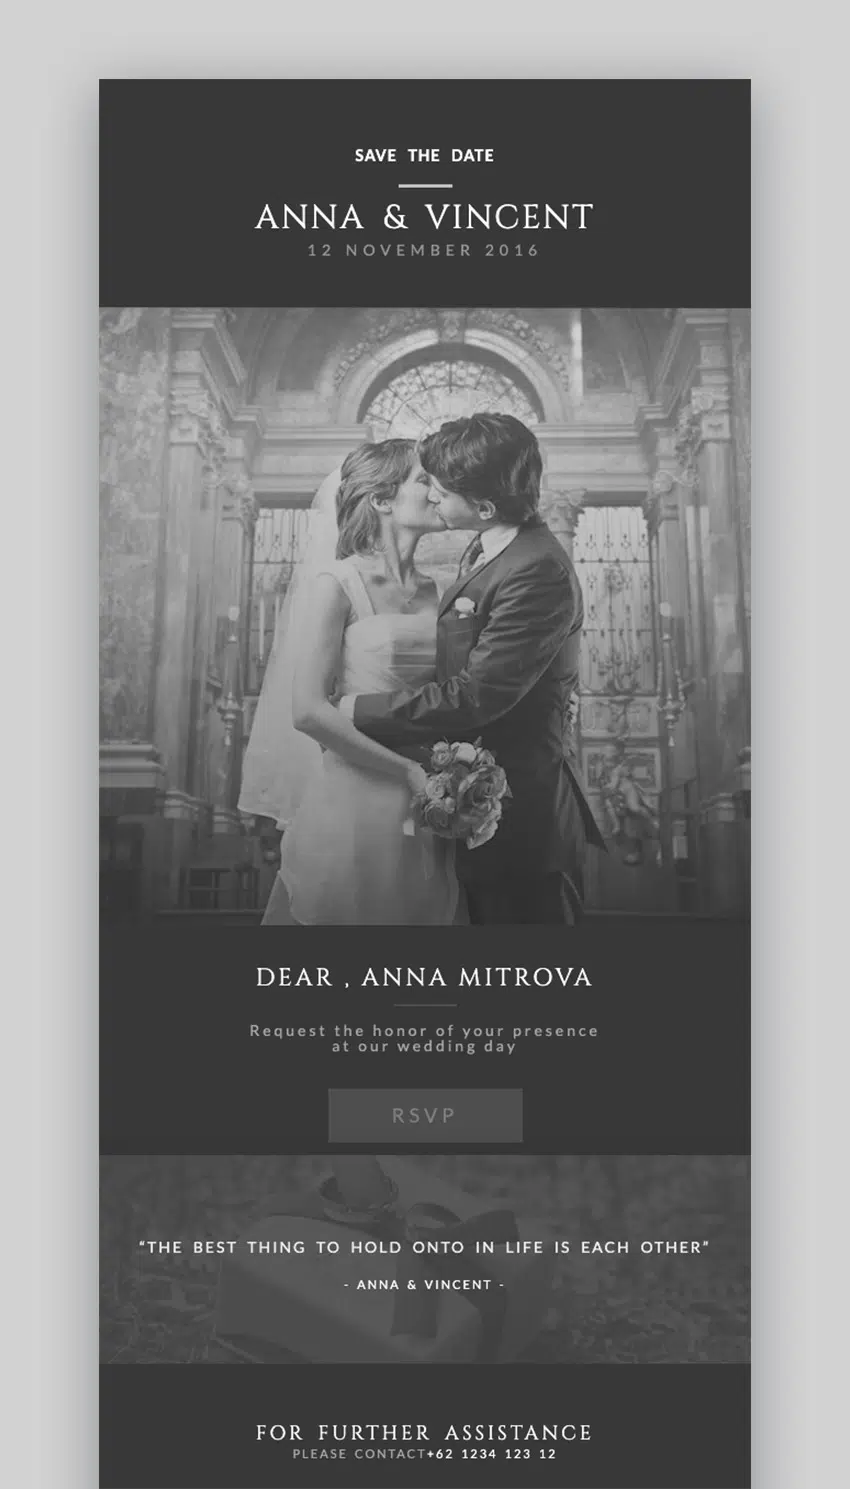 SAVE THE DATE
ANNA & VINCENT
12 NOVEMBER 2016
DEAR , ANNA MITROVA
Request the honor of your presence
at our wedding day
RSVP
“THE BEST THING TO HOLD ONTO IN LIFE IS EACH OTHER”
- ANNA & VINCENT -
FOR FURTHER ASSISTANCE
PLEASE CONTACT+62 1234 123 12